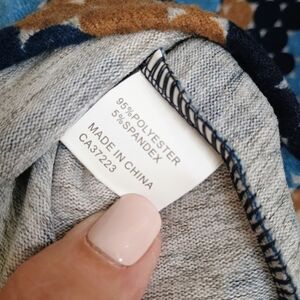 95%POLYESTER
5%SPANDEX
MADE IN CHINA
CA37223